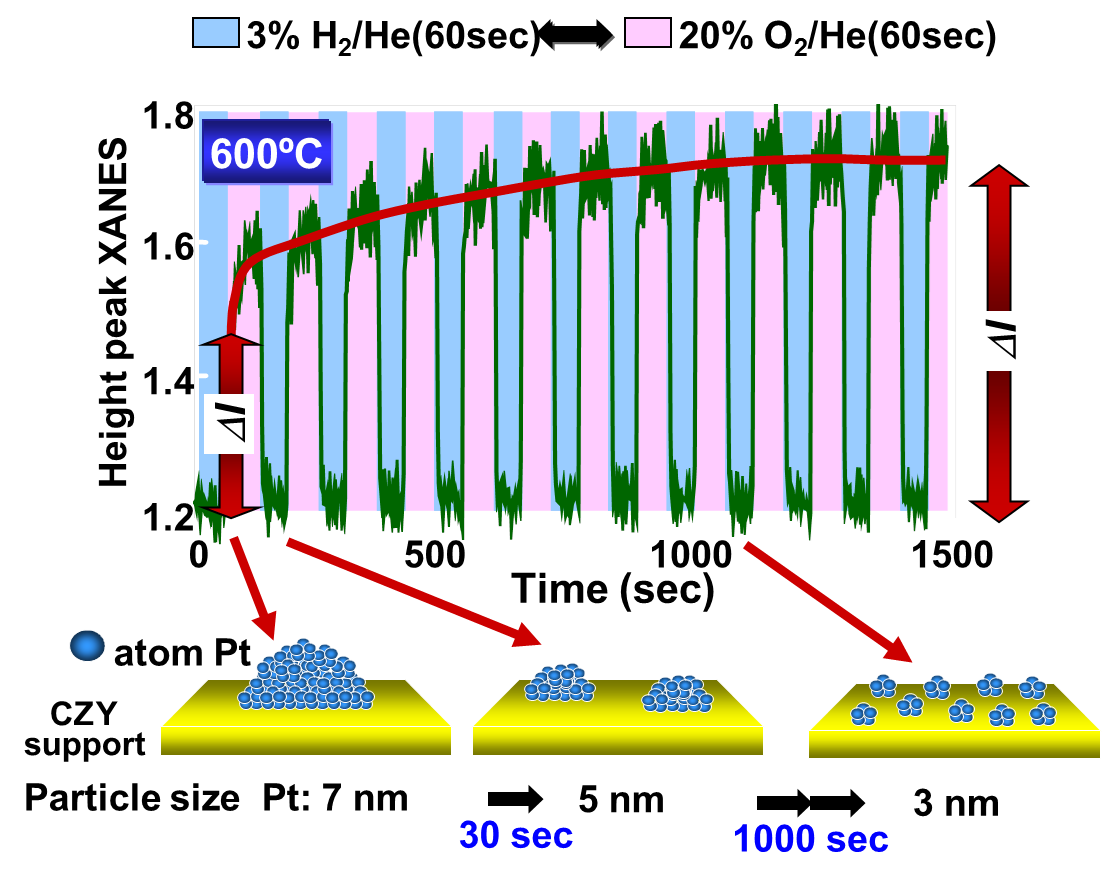 3% H₂/He(60sec) 20% O₂/He(60sec)
1.8
600ºC
1.6
1.4
1.2
Height peak XANES
ΔI
ΔI
0 500 1000 1500
Time (sec)
atom Pt
CZY
support
Particle size Pt: 7 nm 5 nm 3 nm
30 sec 1000 sec